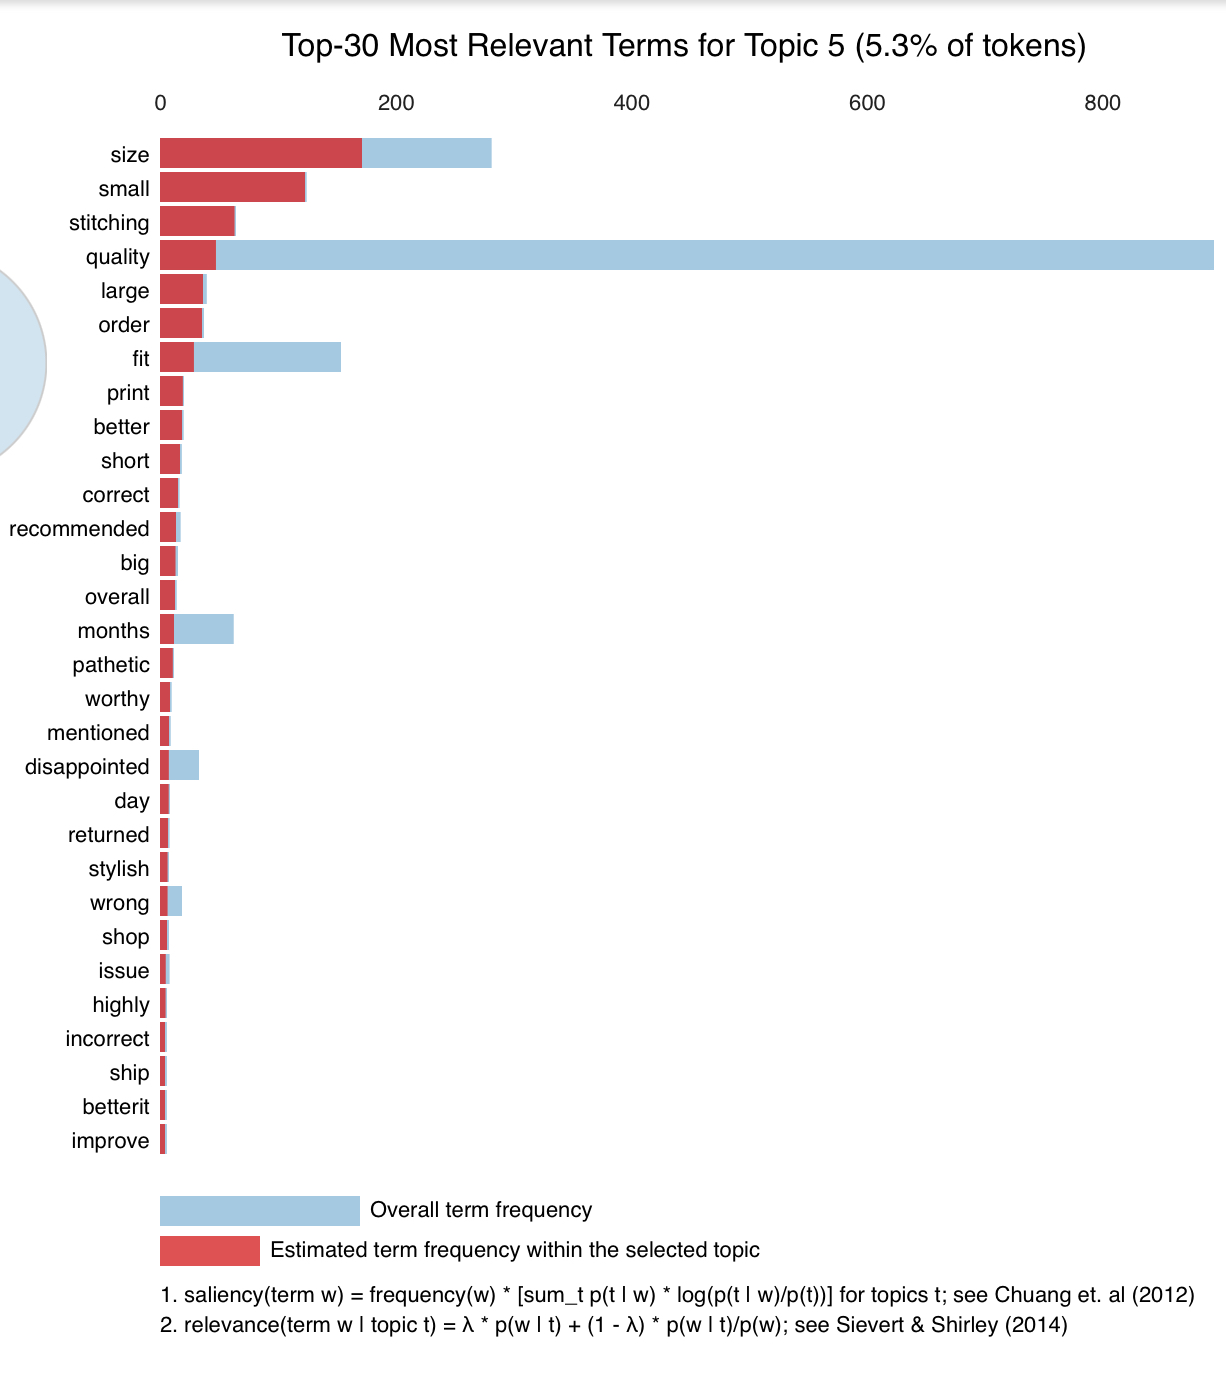 Top-30 Most Relevant Terms for Topic 5 (5.3% of tokens)
0 200 400 600 800
size
small
stitching
quality
large
order
fit
print
better
short
correct
recommended
big
overall
months
pathetic
worthy
mentioned
disappointed
day
returned
stylish
wrong
shop
issue
highly
incorrect
ship
betterit
improve
Overall term frequency
Estimated term frequency within the selected topic
1. saliency(term w) = frequency(w) * [sum_t p(t | w) * log(p(t | w)/p(t))] for topics t; see Chuang et. al (2012)
2. relevance(term w | topic t) = λ * p(w | t) + (1 - λ) * p(w | t)/p(w); see Sievert & Shirley (2014)